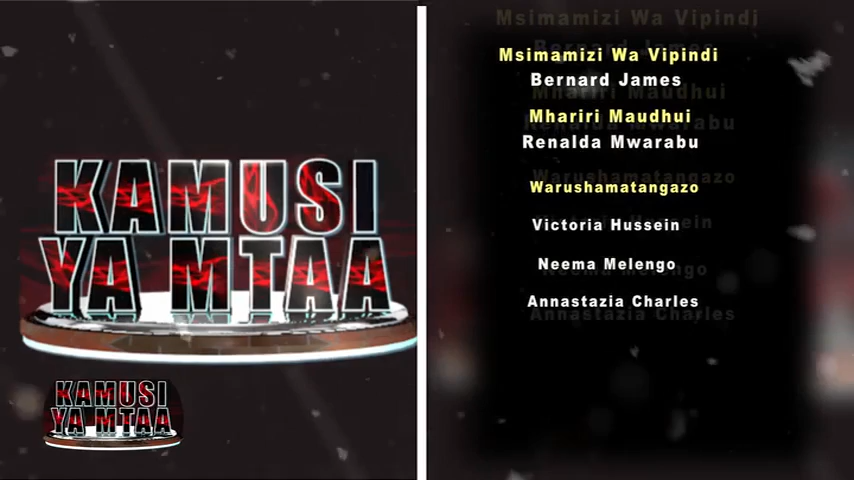 KAMUSI
YA MTAA
KAMUSI
YA MTAA
Msimamizi Wa Vipindi
Bernard James
Mhariri Maudhui
Renalda Mwarabu
Warushamatangazo
Victoria Hussein
Neema Melengo
Annastazia Charles